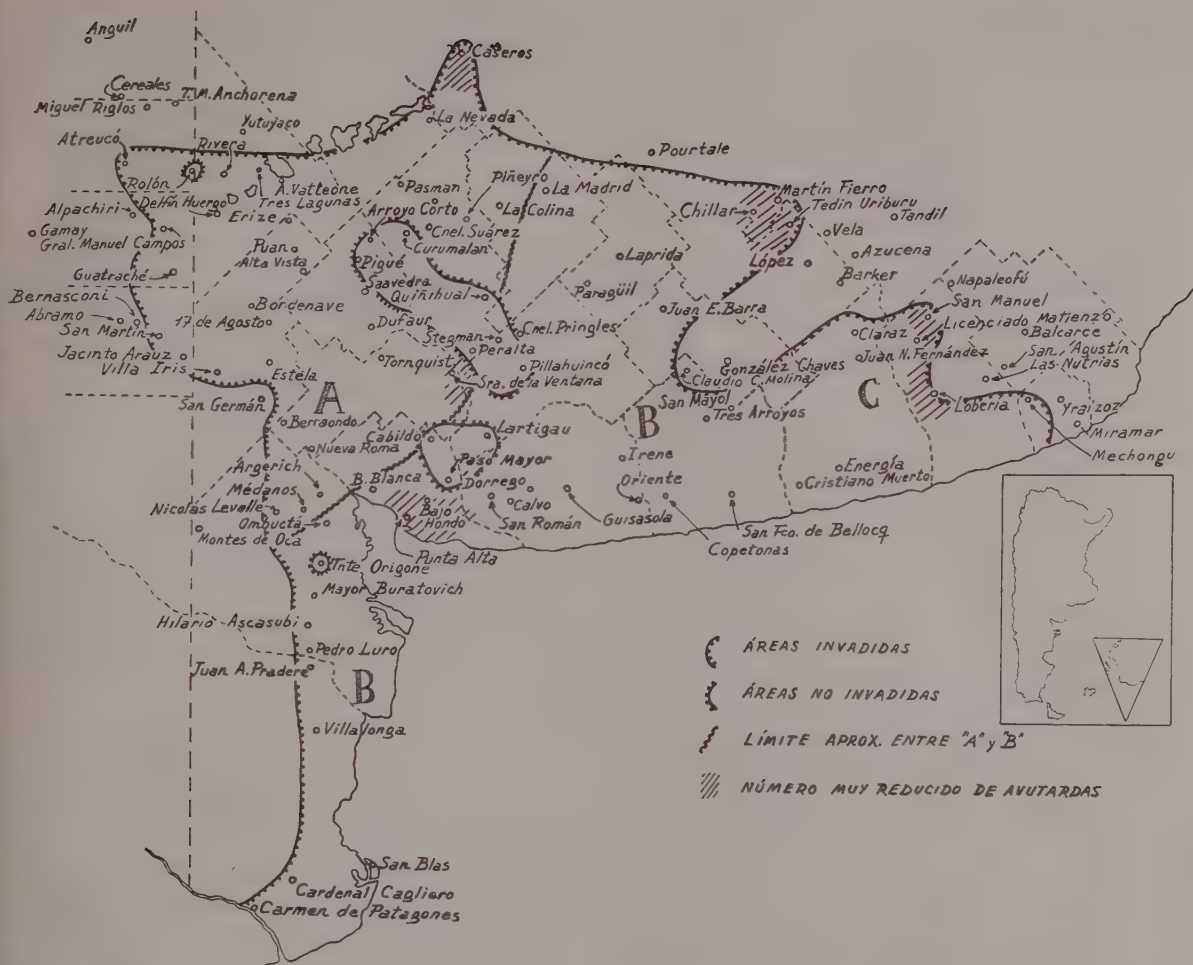 Anguil
Caseros
Cereales
T. M. Anchorena
Miguel Riglos
La Nevada
Yutuyaco
Atreucó
Rivera
Pourtale
Rolón
A. Vatteone
Tres Lagunas
Pasman
Piñeyro
La Madrid
Martín Fierro
Delfín Huergo
Tedín Uriburu
Alpachiri
Erize
Arroyo Corto
La Colina
Chillar
Tandil
Gamay
Gral. Manuel Campos
Cnel. Suárez
Vela
Puan
Curumalan
Laprida
Azucena
Alta Vista
Pigué
López
Guatraché
Saavedra
Quiñihual
Paragüil
Barker
Napaleofú
Bernasconi
Bordenave
San Manuel
Abramo
17 de Agosto
Dufaur
Juan E. Barra
Licenciado Matienzo
San Martín
Stegman
Cnel. Pringles
Claraz
Balcarce
Jacinto Aráuz
Peralta
Juan N. Fernández
San Agustín
Villa Iris
Tornquist
Pillahuincó
González Chaves
Las Nutrias
Estela
Sra. de la Ventana
Claudio C. Molina
San Germán
A
San Mayol
C
Lobería
Yraizoz
Berraondo
B
Tres Arroyos
Miramar
Cabildo
Lartigau
Mechongu
Nueva Roma
Irene
Argerich
Paso Mayor
Energía
Médanos
B. Blanca
Dorrego
Oriente
Cristiano Muerto
Nicolás Levalle
Bajo Hondo
Calvo
Ombuctá
San Román
Guisasola
San Fco. de Bellocq
Montes de Oca
Copetonas
Punta Alta
Tnte Origone
Mayor Buratovich
Hilario Ascasubi
Pedro Luro
Juan A. Pradere
B
Villalonga
San Blas
Cardenal Cagliero
Carmen de Patagones
ÁREAS INVADIDAS
ÁREAS NO INVADIDAS
LÍMITE APROX. ENTRE "A" y "B"
NÚMERO MUY REDUCIDO DE AVUTARDAS